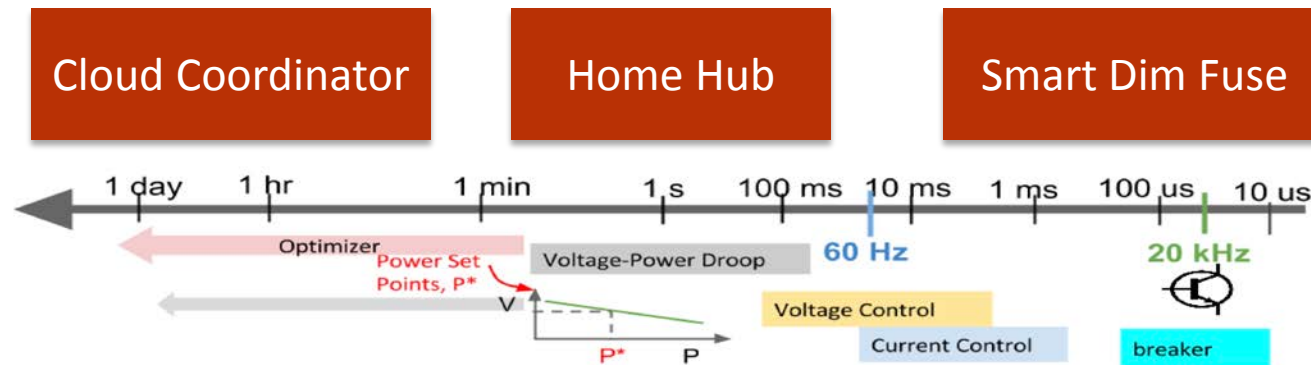 Cloud Coordinator
Home Hub
Smart Dim Fuse
1 day 1 hr 1 min 1 s 100 ms 10 ms 1 ms 100 us 10 us
60 Hz
20 kHz
Optimizer
Voltage-Power Droop
Power Set
Points, P*
V
P*
P
Voltage Control
Current Control
breaker